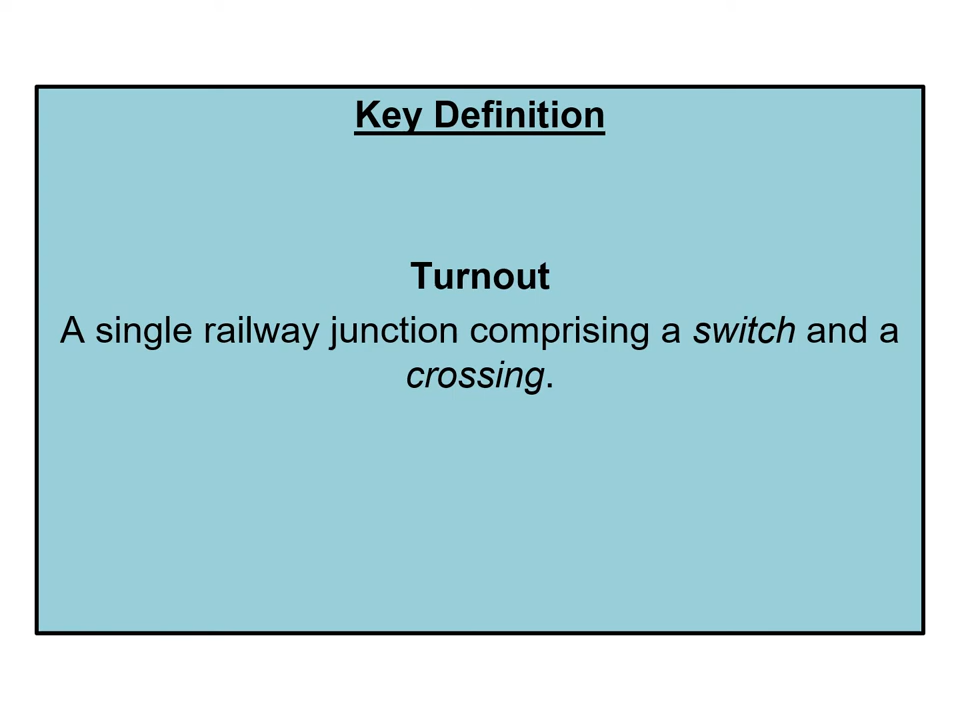 Key Definition
Turnout
A single railway junction comprising a switch and a
crossing.